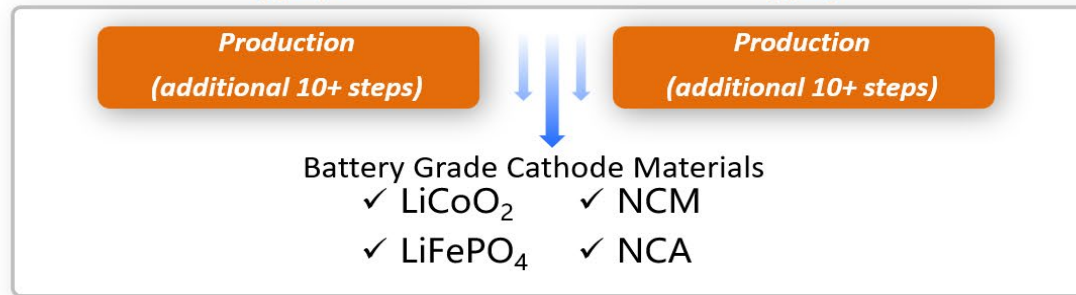 Production
(additional 10+ steps)
Production
(additional 10+ steps)
Battery Grade Cathode Materials
✓ LiCoO₂ ✓ NCM
✓ LiFePO₄ ✓ NCA